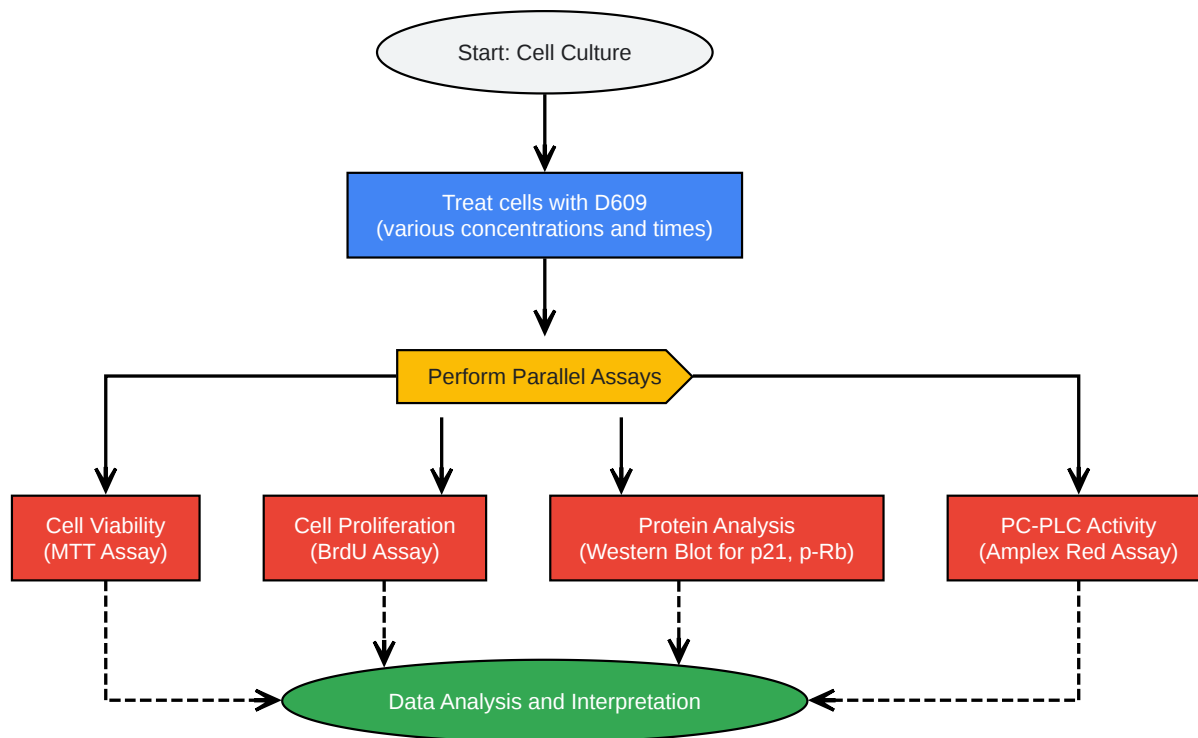 Start: Cell Culture
Treat cells with D609
(various concentrations and times)
Perform Parallel Assays
Cell Viability
(MTT Assay)
Cell Proliferation
(BrdU Assay)
Protein Analysis
(Western Blot for p21, p-Rb)
PC-PLC Activity
(Amplex Red Assay)
Data Analysis and Interpretation